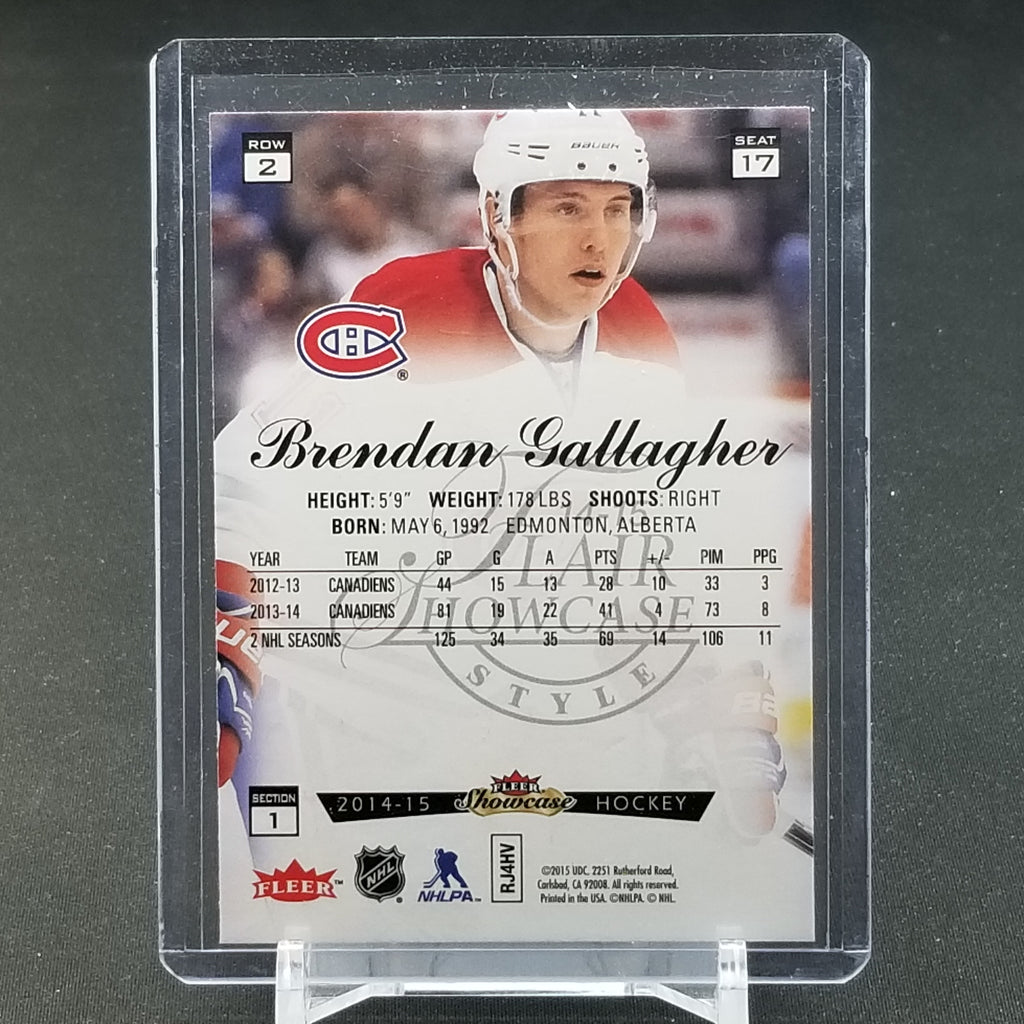 ROW
2
SEAT
17
BAUER
C H ®
Brendan Gallagher
HEIGHT: 5'9" WEIGHT: 178 LBS SHOOTS: RIGHT
BORN: MAY 6, 1992 EDMONTON, ALBERTA
14-15
FLAIR
SHOWCASE
STYLE
YEAR TEAM GP G A PTS +/- PIM PPG
2012-13 CANADIENS 44 15 13 28 10 33 3
2013-14 CANADIENS 81 19 22 41 4 73 8
2 NHL SEASONS 125 34 35 69 14 106 11
SECTION
1
2014-15 FLEER Showcase HOCKEY
FLEER™
NHL ®
NHLPA™
RJ4HV
©2015 UDC. 2251 Rutherford Road,
Carlsbad, CA 92008. All rights reserved.
Printed in the USA. ©NHLPA. © NHL.